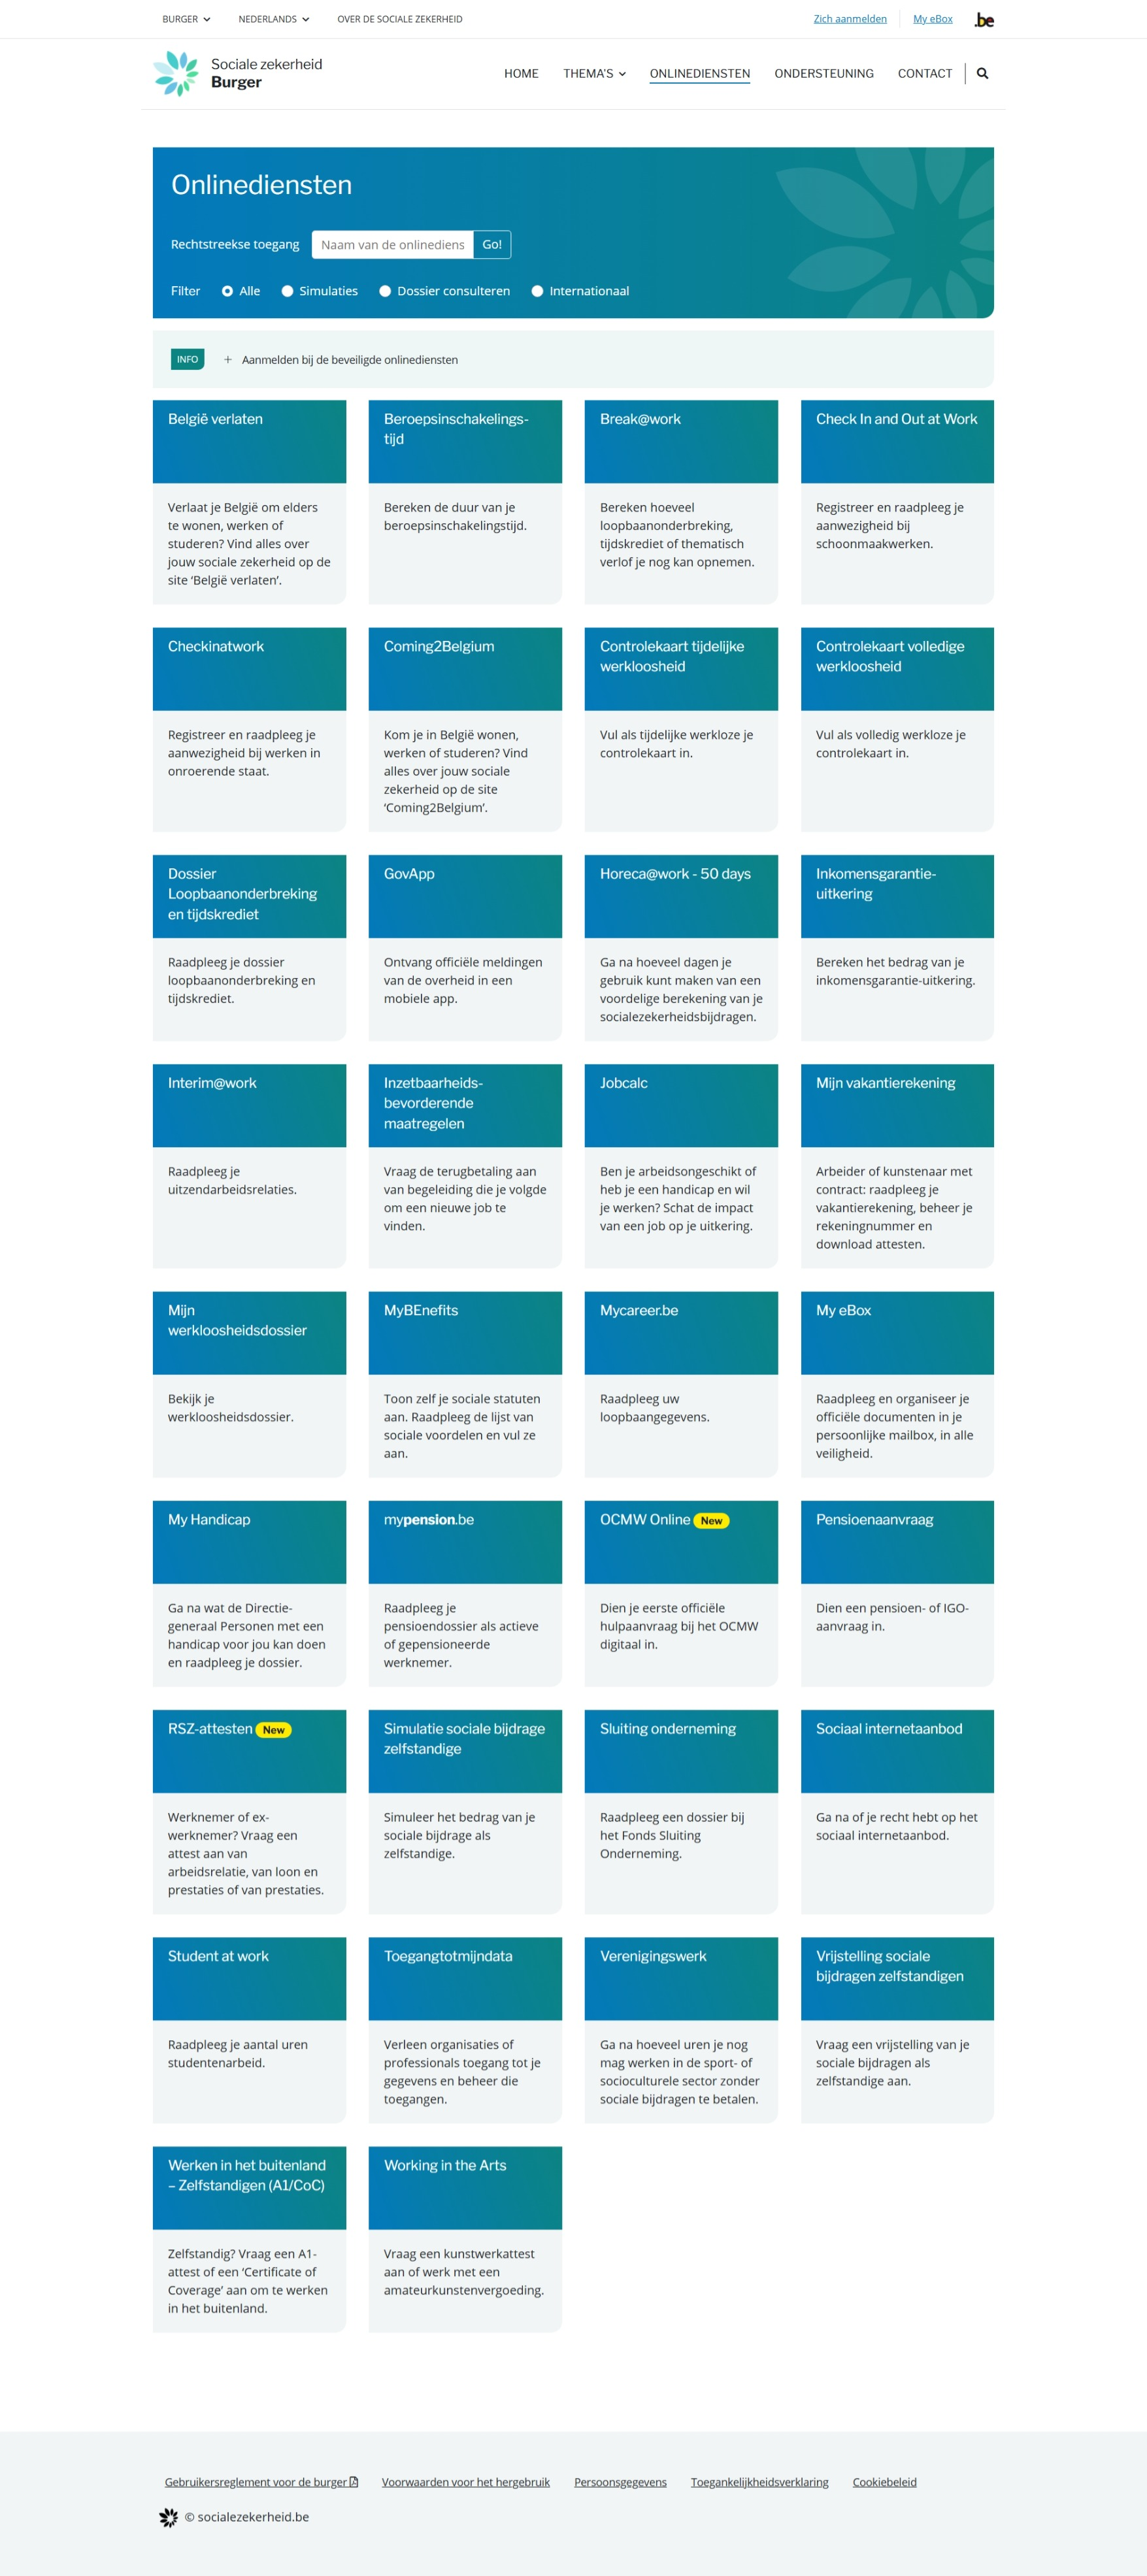 BURGER
NEDERLANDS
OVER DE SOCIALE ZEKERHEID
Zich aanmelden
My eBox
.be
Sociale zekerheid
Burger
HOME
THEMA'S
ONLINEDIENSTEN
ONDERSTEUNING
CONTACT
Onlinediensten
Rechtstreekse toegang
Naam van de onlinediens
Go!
Filter
Alle
Simulaties
Dossier consulteren
Internationaal
INFO
+ Aanmelden bij de beveiligde onlinediensten
België verlaten
Verlaat je België om elders
te wonen, werken of
studeren? Vind alles over
jouw sociale zekerheid op de
site ‘België verlaten’.
Beroepsinschakelings-
tijd
Bereken de duur van je
beroepsinschakelingstijd.
Break@work
Bereken hoeveel
loopbaanonderbreking,
tijdskrediet of thematisch
verlof je nog kan opnemen.
Check In and Out at Work
Registreer en raadpleeg je
aanwezigheid bij
schoonmaakwerken.
Checkinatwork
Registreer en raadpleeg je
aanwezigheid bij werken in
onroerende staat.
Coming2Belgium
Kom je in België wonen,
werken of studeren? Vind
alles over jouw sociale
zekerheid op de site
‘Coming2Belgium’.
Controlekaart tijdelijke
werkloosheid
Vul als tijdelijke werkloze je
controlekaart in.
Controlekaart volledige
werkloosheid
Vul als volledig werkloze je
controlekaart in.
Dossier
Loopbaanonderbreking
en tijdskrediet
Raadpleeg je dossier
loopbaanonderbreking en
tijdskrediet.
GovApp
Ontvang officiële meldingen
van de overheid in een
mobiele app.
Horeca@work - 50 days
Ga na hoeveel dagen je
gebruik kunt maken van een
voordelige berekening van je
socialezekerheidsbijdragen.
Inkomensgarantie-
uitkering
Bereken het bedrag van je
inkomensgarantie-uitkering.
Interim@work
Raadpleeg je
uitzendarbeidsrelaties.
Inzetbaarheids-
bevorderende
maatregelen
Vraag de terugbetaling aan
van begeleiding die je volgde
om een nieuwe job te
vinden.
Jobcalc
Ben je arbeidsongeschikt of
heb je een handicap en wil
je werken? Schat de impact
van een job op je uitkering.
Mijn vakantierekening
Arbeider of kunstenaar met
contract: raadpleeg je
vakantierekening, beheer je
rekeningnummer en
download attesten.
Mijn
werkloosheidsdossier
Bekijk je
werkloosheidsdossier.
MyBEnefits
Toon zelf je sociale statuten
aan. Raadpleeg de lijst van
sociale voordelen en vul ze
aan.
Mycareer.be
Raadpleeg uw
loopbaangegevens.
My eBox
Raadpleeg en organiseer je
officiële documenten in je
persoonlijke mailbox, in alle
veiligheid.
My Handicap
Ga na wat de Directie-
generaal Personen met een
handicap voor jou kan doen
en raadpleeg je dossier.
mypension.be
Raadpleeg je
pensioendossier als actieve
of gepensioneerde
werknemer.
OCMW Online New
Dien je eerste officiële
hulpaanvraag bij het OCMW
digitaal in.
Pensioenaanvraag
Dien een pensioen- of IGO-
aanvraag in.
RSZ-attesten New
Werknemer of ex-
werknemer? Vraag een
attest aan van
arbeidsrelatie, van loon en
prestaties of van prestaties.
Simulatie sociale bijdrage
zelfstandige
Simuleer het bedrag van je
sociale bijdrage als
zelfstandige.
Sluiting onderneming
Raadpleeg een dossier bij
het Fonds Sluiting
Onderneming.
Sociaal internetaanbod
Ga na of je recht hebt op het
sociaal internetaanbod.
Student at work
Raadpleeg je aantal uren
studentenarbeid.
Toegangtotmijndata
Verleen organisaties of
professionals toegang tot je
gegevens en beheer die
toegangen.
Verenigingswerk
Ga na hoeveel uren je nog
mag werken in de sport- of
socioculturele sector zonder
sociale bijdragen te betalen.
Vrijstelling sociale
bijdragen zelfstandigen
Vraag een vrijstelling van je
sociale bijdragen als
zelfstandige aan.
Werken in het buitenland
– Zelfstandigen (A1/CoC)
Zelfstandig? Vraag een A1-
attest of een ‘Certificate of
Coverage’ aan om te werken
in het buitenland.
Working in the Arts
Vraag een kunstwerkattest
aan of werk met een
amateurkunstenvergoeding.
Gebruikersreglement voor de burger
Voorwaarden voor het hergebruik
Persoonsgegevens
Toegankelijkheidsverklaring
Cookiebeleid
© socialezekerheid.be